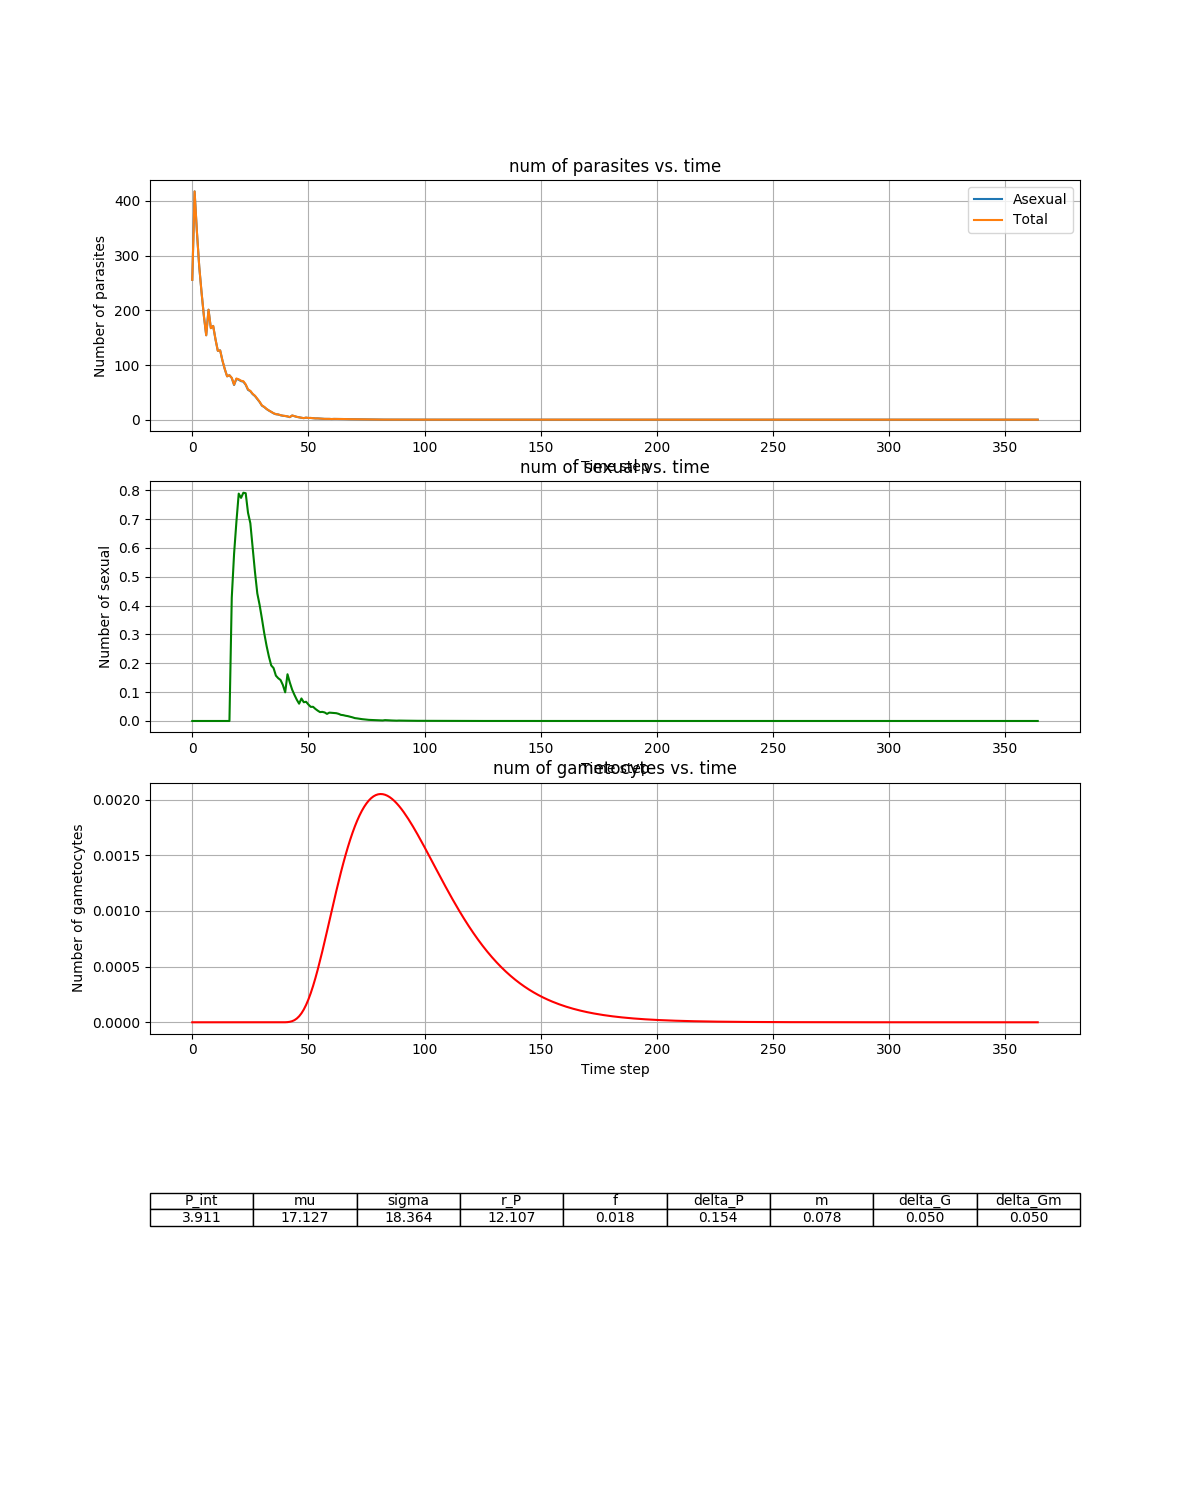 num of parasites vs. time
Number of parasites
400
300
200
100
0
Asexual
Total
0 50 100 150 200 250 300 350
Time step
num of sexual vs. time
Number of sexual
0.8
0.7
0.6
0.5
0.4
0.3
0.2
0.1
0.0
0 50 100 150 200 250 300 350
Time step
num of gametocytes vs. time
Number of gametocytes
0.0020
0.0015
0.0010
0.0005
0.0000
0 50 100 150 200 250 300 350
Time step
P_int mu sigma r_P f delta_P m delta_G delta_Gm
3.911 17.127 18.364 12.107 0.018 0.154 0.078 0.050 0.050